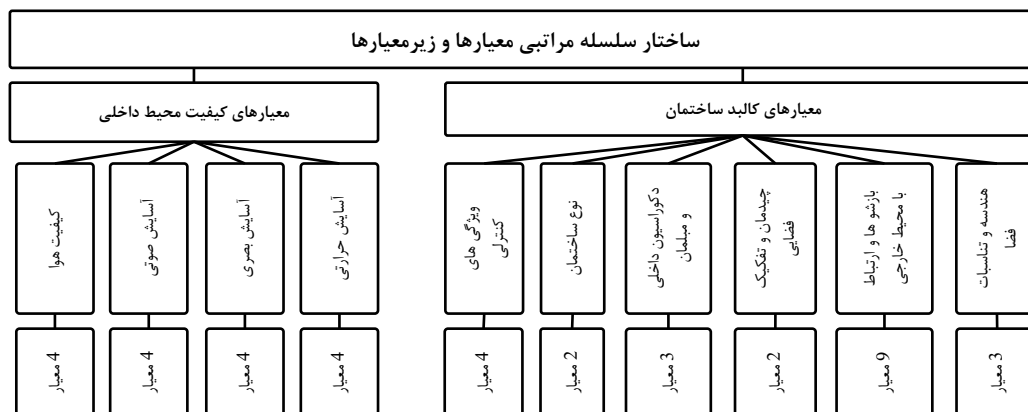 ساختار سلسله مراتبی معیارها و زیرمعیارها
معیارهای کالبد ساختمان
معیارهای کیفیت محیط داخلی
هندسه و تناسبات
فضا
بازشو ها و ارتباط
با محیط خارجی
چیدمان و تفکیک
فضایی
دکوراسیون داخلی
و مبلمان
نوع ساختمان
ویژگی های
کنترلی
آسایش حرارتی
آسایش بصری
آسایش صوتی
کیفیت هوا
3 معیار
9 معیار
2 معیار
3 معیار
2 معیار
4 معیار
4 معیار
4 معیار
4 معیار
4 معیار